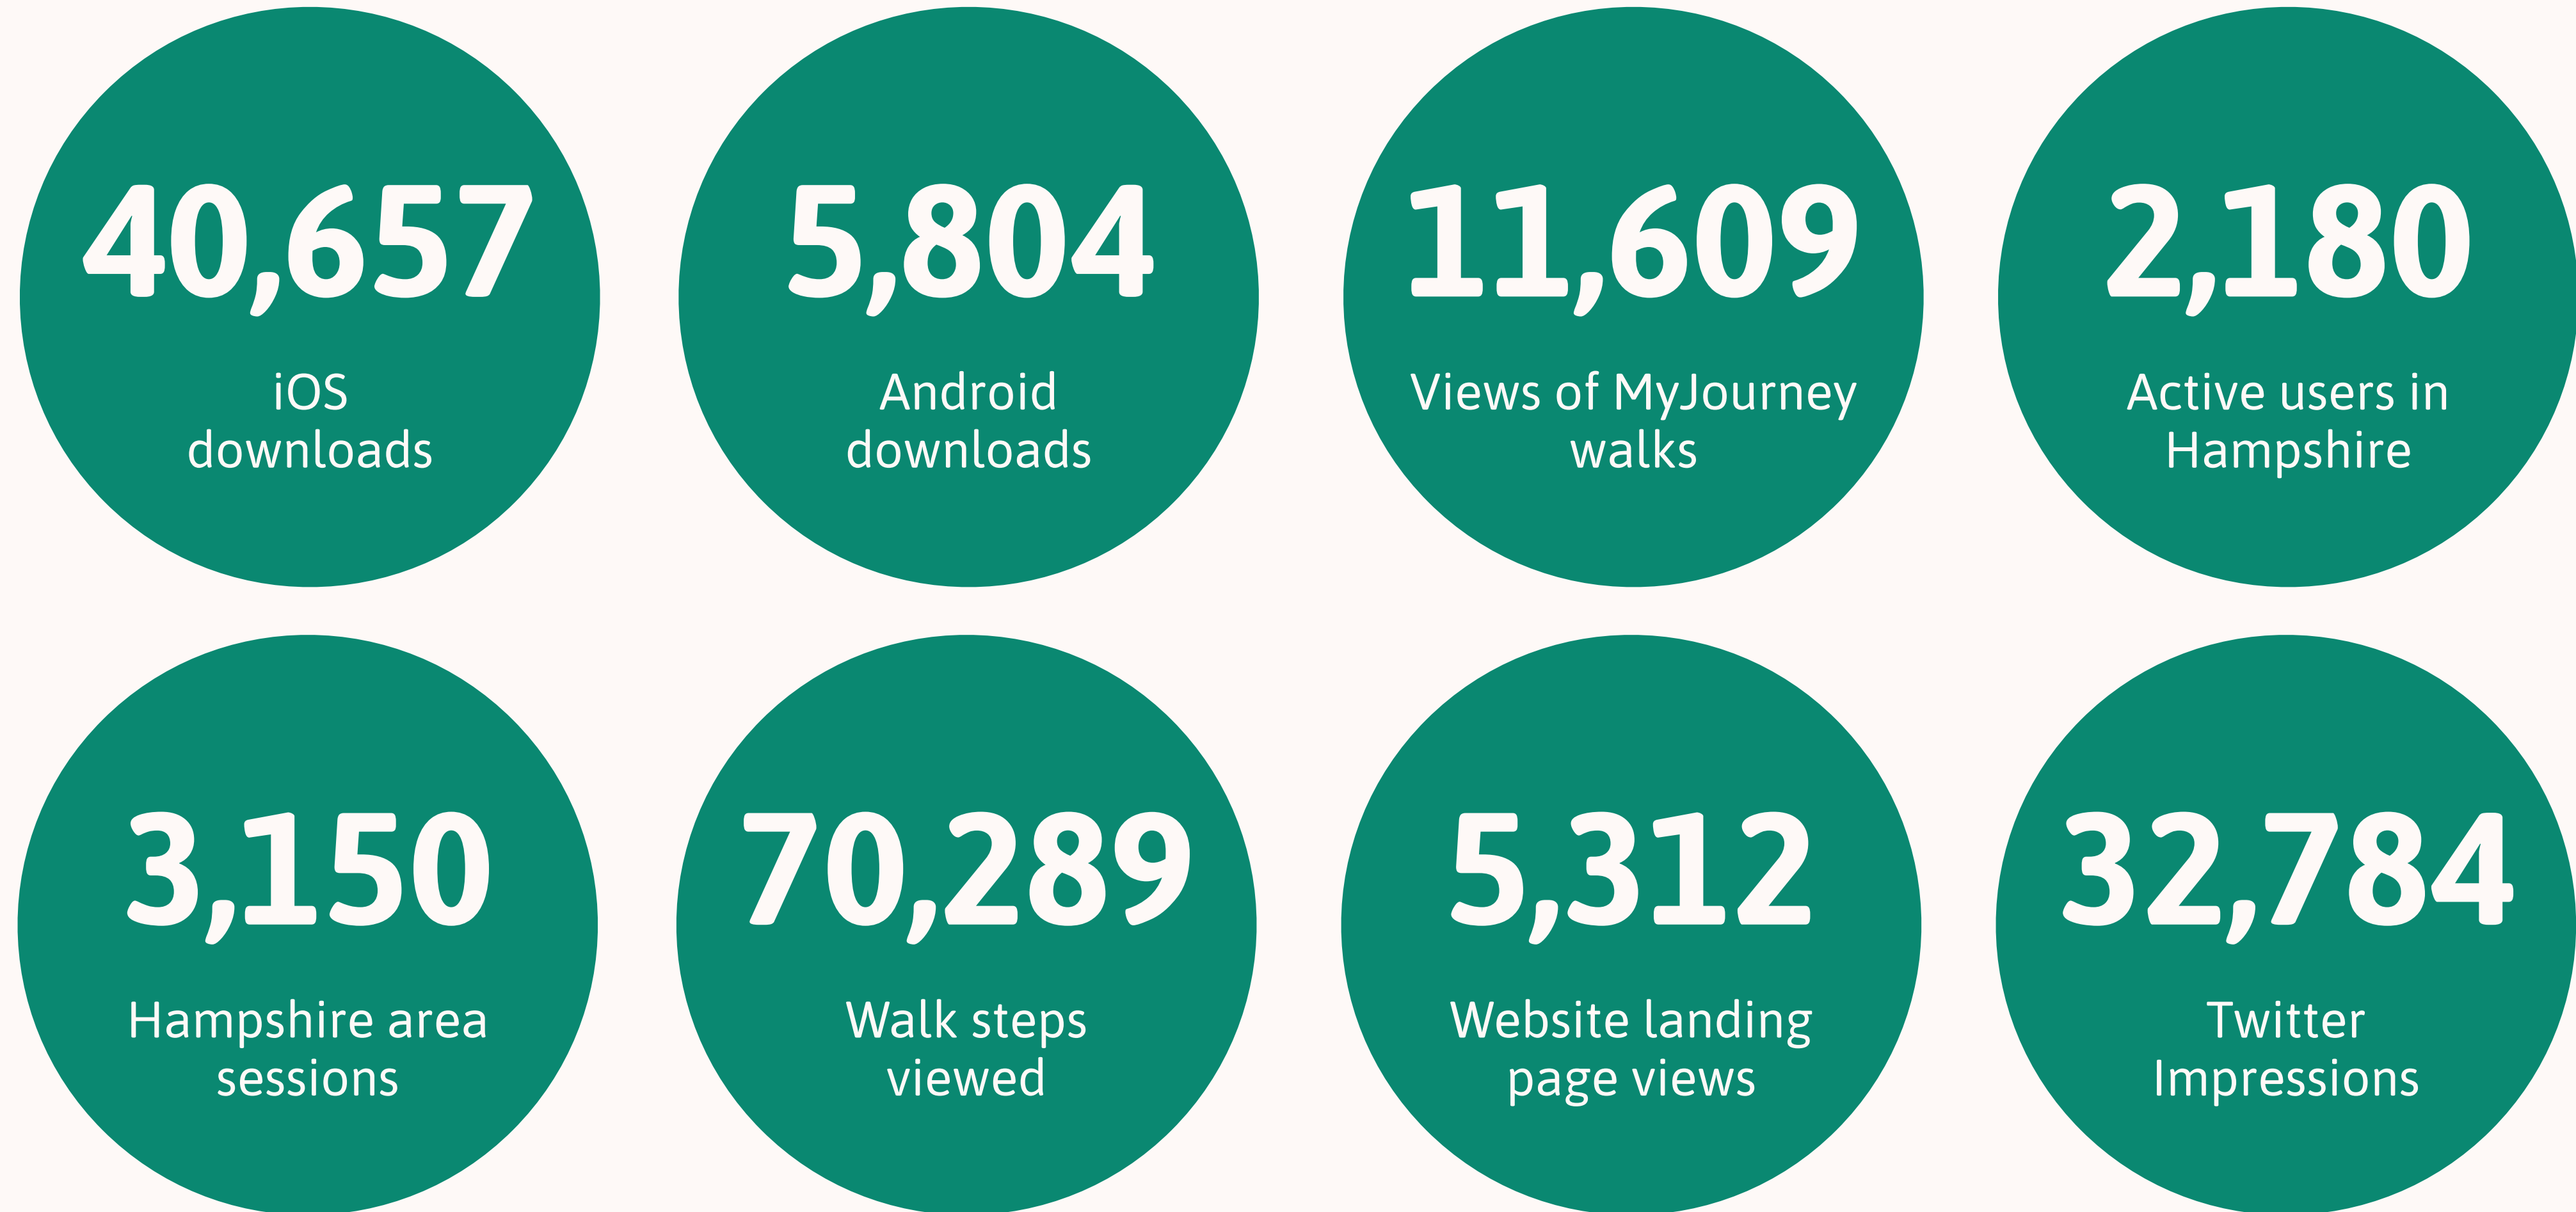 40,657
iOS
downloads
5,804
Android
downloads
11,609
Views of MyJourney
walks
2,180
Active users in
Hampshire
3,150
Hampshire area
sessions
70,289
Walk steps
viewed
5,312
Website landing
page views
32,784
Twitter
Impressions